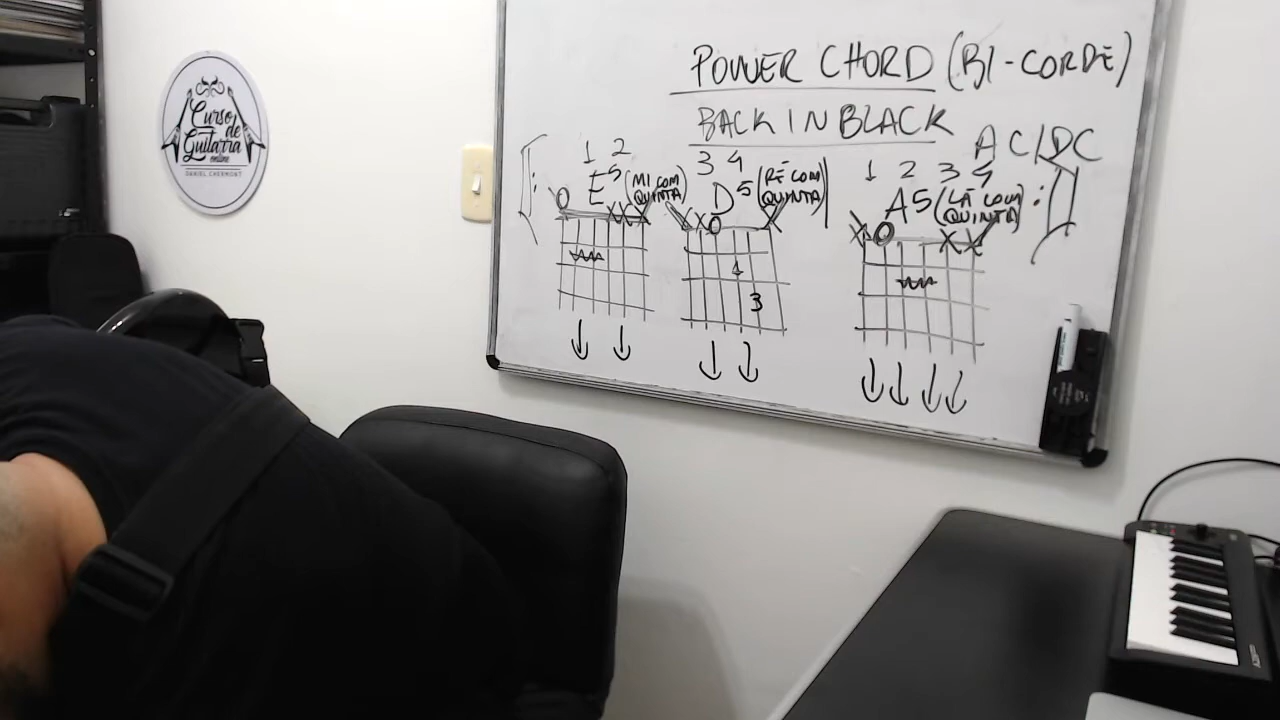 Curso
de
Guitarra
online
DANIEL CHERMONT
POWER CHORD (BI-CORDE)
BACK IN BLACK
AC/DC
1 2 3 4 1 2 3 4
E5 (MI COM QUINTA) D5 (RÉ COM QUINTA) A5 (LÁ COM QUINTA)
X X X X X X X X X
1
3